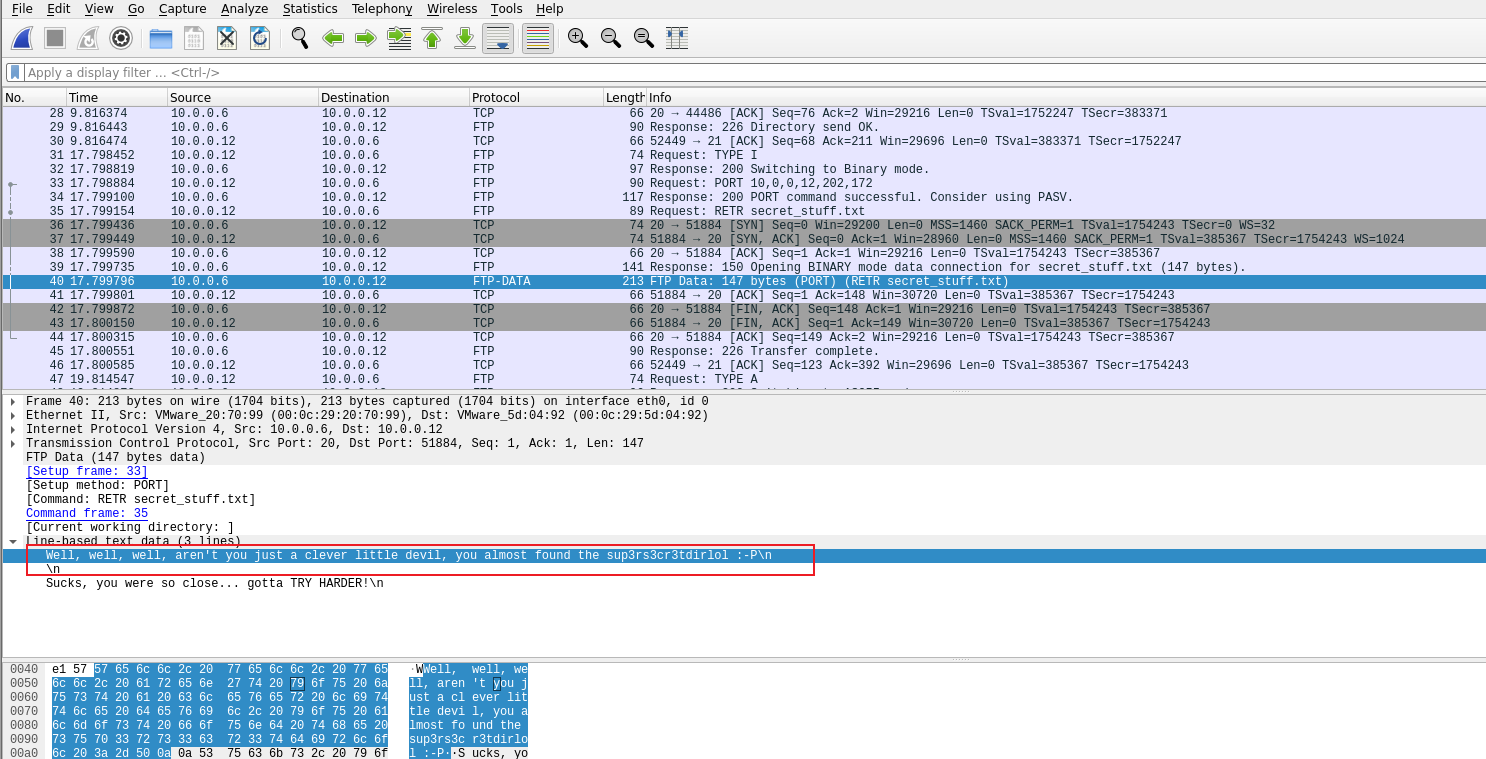 File Edit View Go Capture Analyze Statistics Telephony Wireless Tools Help
Apply a display filter … <Ctrl-/>
No. Time Source Destination Protocol Length Info
28 9.816374 10.0.0.6 10.0.0.12 TCP 66 20 → 44486 [ACK] Seq=76 Ack=2 Win=29216 Len=0 TSval=1752247 TSecr=383371
29 9.816443 10.0.0.6 10.0.0.12 FTP 90 Response: 226 Directory send OK.
30 9.816474 10.0.0.12 10.0.0.6 TCP 66 52449 → 21 [ACK] Seq=68 Ack=211 Win=29696 Len=0 TSval=383371 TSecr=1752247
31 17.798452 10.0.0.12 10.0.0.6 FTP 74 Request: TYPE I
32 17.798819 10.0.0.6 10.0.0.12 FTP 97 Response: 200 Switching to Binary mode.
33 17.798884 10.0.0.12 10.0.0.6 FTP 90 Request: PORT 10,0,0,12,202,172
34 17.799100 10.0.0.6 10.0.0.12 FTP 117 Response: 200 PORT command successful. Consider using PASV.
35 17.799154 10.0.0.12 10.0.0.6 FTP 89 Request: RETR secret_stuff.txt
36 17.799436 10.0.0.6 10.0.0.12 TCP 74 20 → 51884 [SYN] Seq=0 Win=29200 Len=0 MSS=1460 SACK_PERM=1 TSval=1754243 TSecr=0 WS=32
37 17.799449 10.0.0.12 10.0.0.6 TCP 74 51884 → 20 [SYN, ACK] Seq=0 Ack=1 Win=28960 Len=0 MSS=1460 SACK_PERM=1 TSval=385367 TSecr=1754243 WS=1024
38 17.799590 10.0.0.6 10.0.0.12 TCP 66 20 → 51884 [ACK] Seq=1 Ack=1 Win=29216 Len=0 TSval=1754243 TSecr=385367
39 17.799735 10.0.0.6 10.0.0.12 FTP 141 Response: 150 Opening BINARY mode data connection for secret_stuff.txt (147 bytes).
40 17.799796 10.0.0.6 10.0.0.12 FTP-DATA 213 FTP Data: 147 bytes (PORT) (RETR secret_stuff.txt)
41 17.799801 10.0.0.12 10.0.0.6 TCP 66 51884 → 20 [ACK] Seq=1 Ack=148 Win=30720 Len=0 TSval=385367 TSecr=1754243
42 17.799872 10.0.0.6 10.0.0.12 TCP 66 20 → 51884 [FIN, ACK] Seq=148 Ack=1 Win=29216 Len=0 TSval=1754243 TSecr=385367
43 17.800150 10.0.0.12 10.0.0.6 TCP 66 51884 → 20 [FIN, ACK] Seq=1 Ack=149 Win=30720 Len=0 TSval=385367 TSecr=1754243
44 17.800315 10.0.0.6 10.0.0.12 TCP 66 20 → 51884 [ACK] Seq=149 Ack=2 Win=29216 Len=0 TSval=1754243 TSecr=385367
45 17.800551 10.0.0.6 10.0.0.12 FTP 90 Response: 226 Transfer complete.
46 17.800585 10.0.0.12 10.0.0.6 TCP 66 52449 → 21 [ACK] Seq=123 Ack=392 Win=29696 Len=0 TSval=385367 TSecr=1754243
47 19.814547 10.0.0.12 10.0.0.6 FTP 74 Request: TYPE A
Frame 40: 213 bytes on wire (1704 bits), 213 bytes captured (1704 bits) on interface eth0, id 0
Ethernet II, Src: VMware_20:70:99 (00:0c:29:20:70:99), Dst: VMware_5d:04:92 (00:0c:29:5d:04:92)
Internet Protocol Version 4, Src: 10.0.0.6, Dst: 10.0.0.12
Transmission Control Protocol, Src Port: 20, Dst Port: 51884, Seq: 1, Ack: 1, Len: 147
FTP Data (147 bytes data)
[Setup frame: 33]
[Setup method: PORT]
[Command: RETR secret_stuff.txt]
Command frame: 35
[Current working directory: ]
Line-based text data (3 lines)
Well, well, well, aren't you just a clever little devil, you almost found the sup3rs3cr3tdirlol :-P\n
\n
Sucks, you were so close... gotta TRY HARDER!\n
0040 e1 57 57 65 6c 6c 2c 20 77 65 6c 6c 2c 20 77 65 ·WWell, well, we
0050 6c 6c 2c 20 61 72 65 6e 27 74 20 79 6f 75 20 6a ll, aren 't you j
0060 75 73 74 20 61 20 63 6c 65 76 65 72 20 6c 69 74 ust a cl ever lit
0070 74 6c 65 20 64 65 76 69 6c 2c 20 79 6f 75 20 61 tle devi l, you a
0080 6c 6d 6f 73 74 20 66 6f 75 6e 64 20 74 68 65 20 lmost fo und the
0090 73 75 70 33 72 73 33 63 72 33 74 64 69 72 6c 6f sup3rs3c r3tdirlo
00a0 6c 20 3a 2d 50 0a 0a 53 75 63 6b 73 2c 20 79 6f l :-P··S ucks, yo